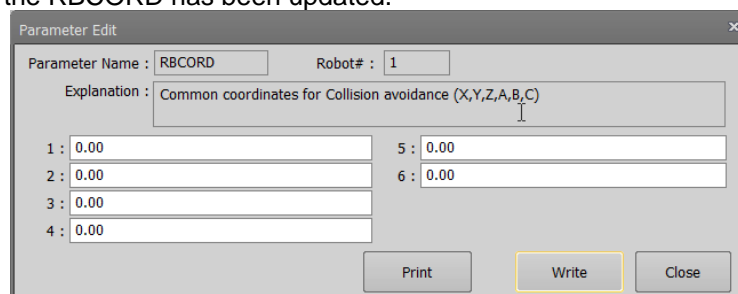 the RBCORD has been updated.
Parameter Edit x
Parameter Name : RBCORD Robot# : 1
Explanation : Common coordinates for Collision avoidance (X,Y,Z,A,B,C)
1 : 0.00 5 : 0.00
2 : 0.00 6 : 0.00
3 : 0.00
4 : 0.00
Print Write Close